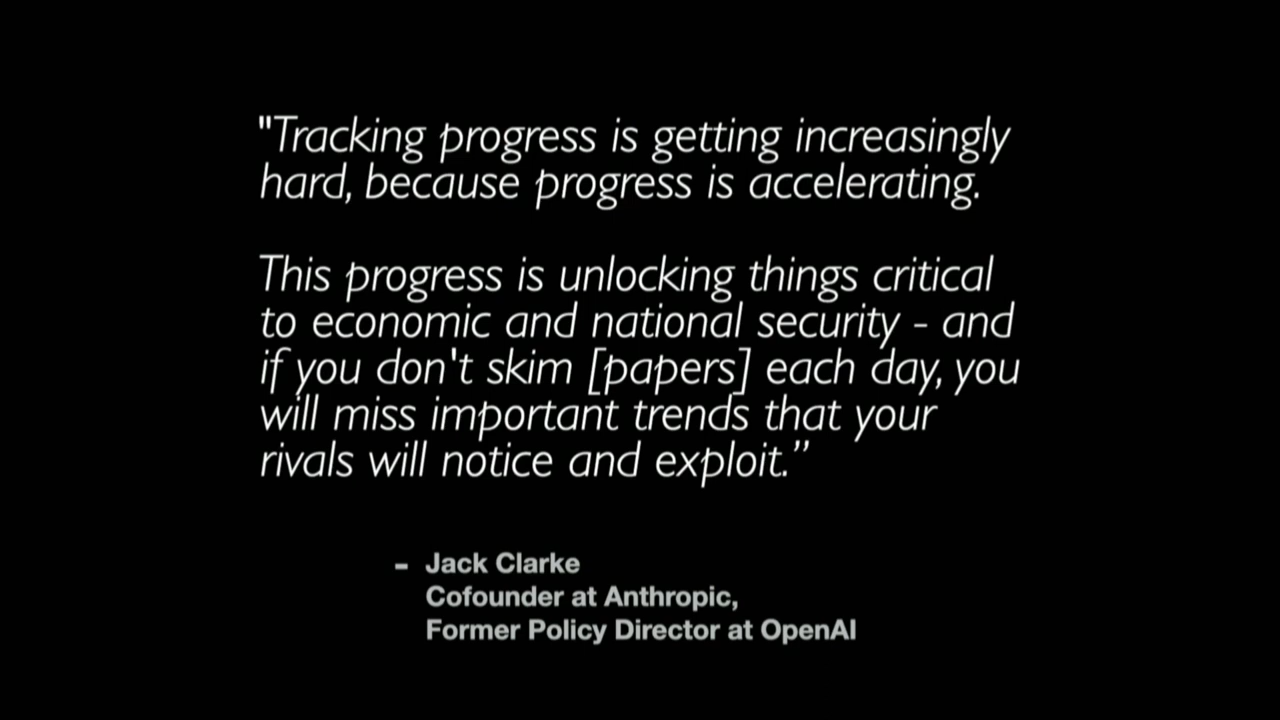 "Tracking progress is getting increasingly
hard, because progress is accelerating.
This progress is unlocking things critical
to economic and national security - and
if you don't skim [papers] each day, you
will miss important trends that your
rivals will notice and exploit.”
- Jack Clarke
Cofounder at Anthropic,
Former Policy Director at OpenAI